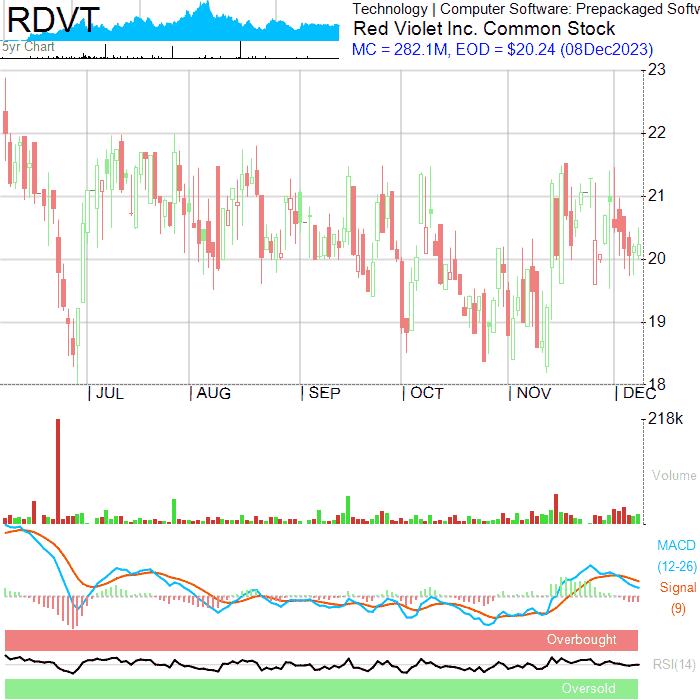 RDVT
5yr Chart
Technology | Computer Software: Prepackaged Softw
Red Violet Inc. Common Stock
MC = 282.1M, EOD = $20.24 (08Dec2023)
23
22
21
20
19
18
JUL AUG SEP OCT NOV DEC
218k
Volume
MACD
(12-26)
Signal
(9)
Overbought
RSI(14)
Oversold